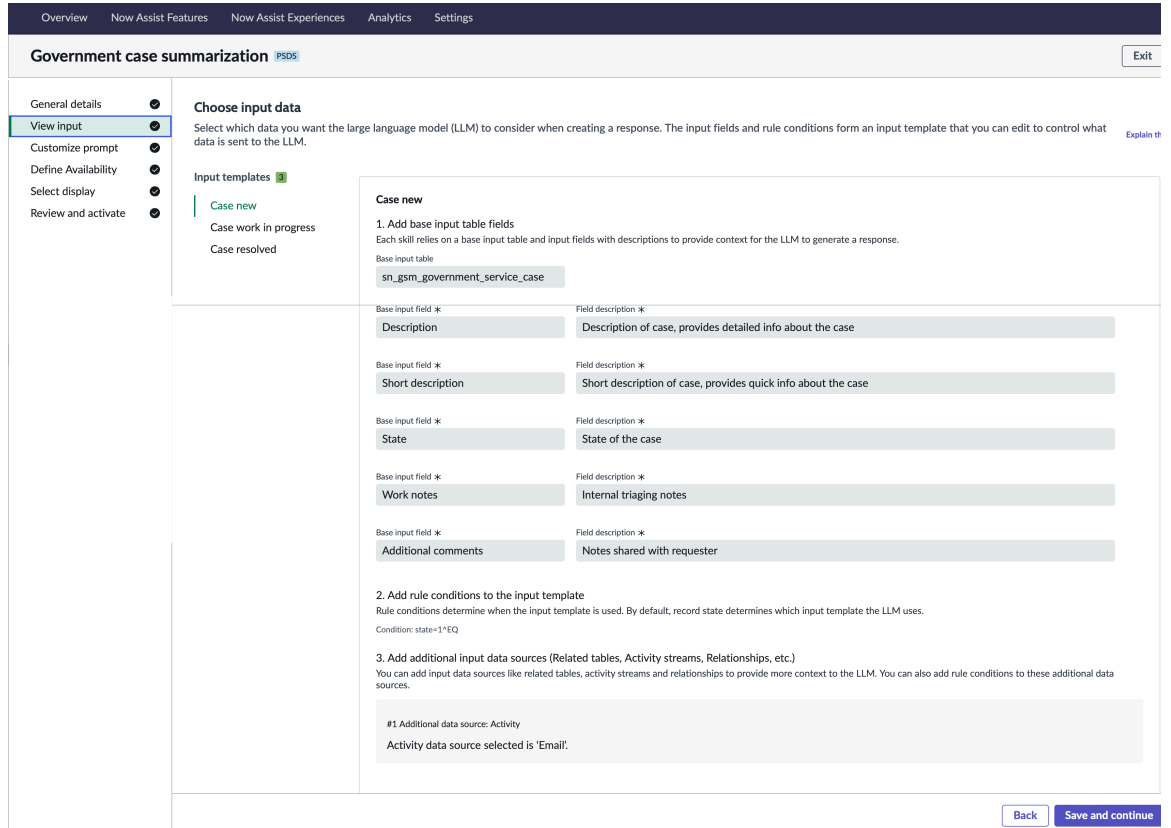 Overview Now Assist Features Now Assist Experiences Analytics Settings
Government case summarization PSDS
Exit
General details
View input
Customize prompt
Define Availability
Select display
Review and activate
Choose input data
Select which data you want the large language model (LLM) to consider when creating a response. The input fields and rule conditions form an input template that you can edit to control what
data is sent to the LLM.
Explain th
Input templates 3
Case new
Case work in progress
Case resolved
Case new
1. Add base input table fields
Each skill relies on a base input table and input fields with descriptions to provide context for the LLM to generate a response.
Base input table
sn_gsm_government_service_case
Base input field * Field description *
Description Description of case, provides detailed info about the case
Base input field * Field description *
Short description Short description of case, provides quick info about the case
Base input field * Field description *
State State of the case
Base input field * Field description *
Work notes Internal triaging notes
Base input field * Field description *
Additional comments Notes shared with requester
2. Add rule conditions to the input template
Rule conditions determine when the input template is used. By default, record state determines which input template the LLM uses.
Condition: state=1^EQ
3. Add additional input data sources (Related tables, Activity streams, Relationships, etc.)
You can add input data sources like related tables, activity streams and relationships to provide more context to the LLM. You can also add rule conditions to these additional data
sources.
#1 Additional data source: Activity
Activity data source selected is 'Email'.
Back Save and continue